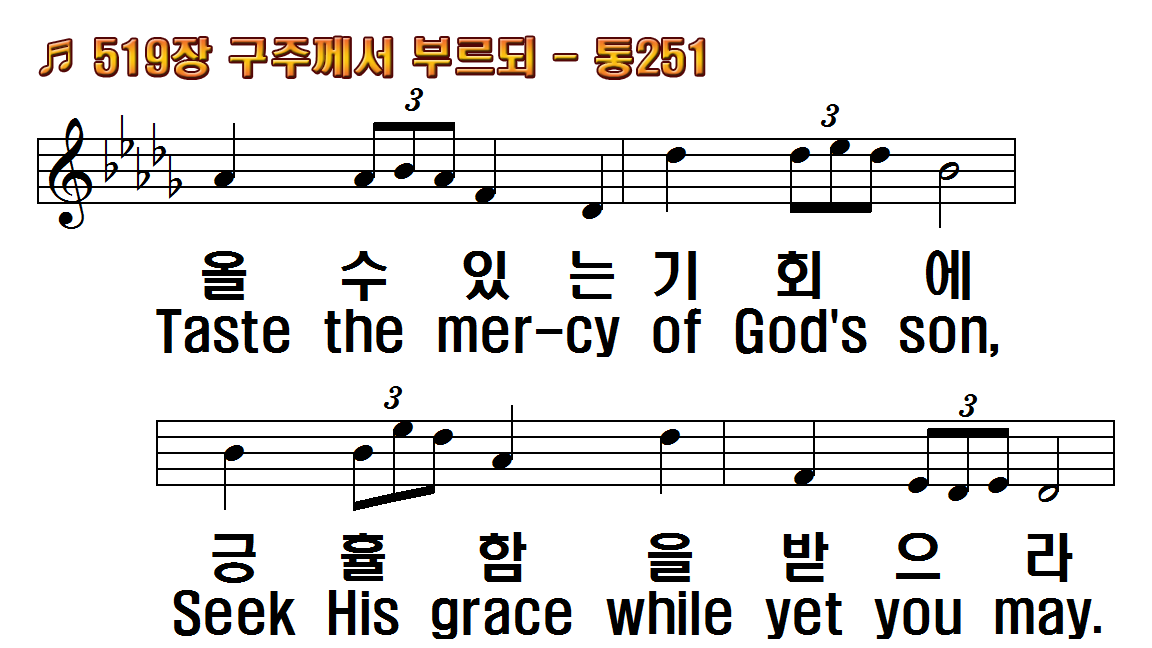 ♬ 519장 구주께서 부르되 - 통251
3 3
올 수 있 는 기 회 에
Taste the mer-cy of God's son,
3 3
긍 휼 함 을 받 으 라
Seek His grace while yet you may.